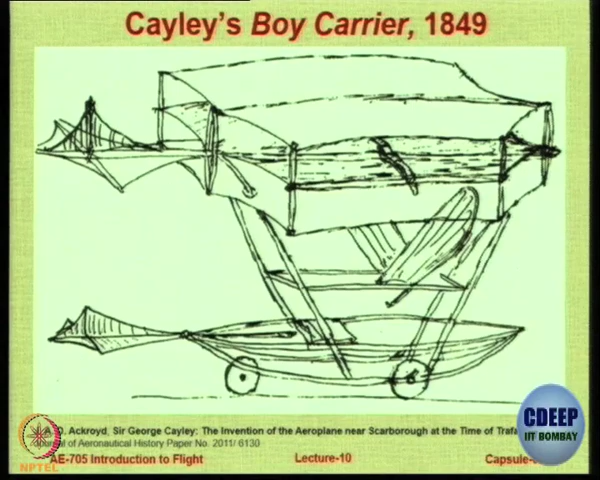 Cayley's Boy Carrier, 1849
D. Ackroyd, Sir George Cayley: The Invention of the Aeroplane near Scarborough at the Time of
Journal of Aeronautical History Paper No. 2011/ 6130
CDEEP
IIT BOMBAY
AE-705 Introduction to Flight
Lecture-10
NPTEL